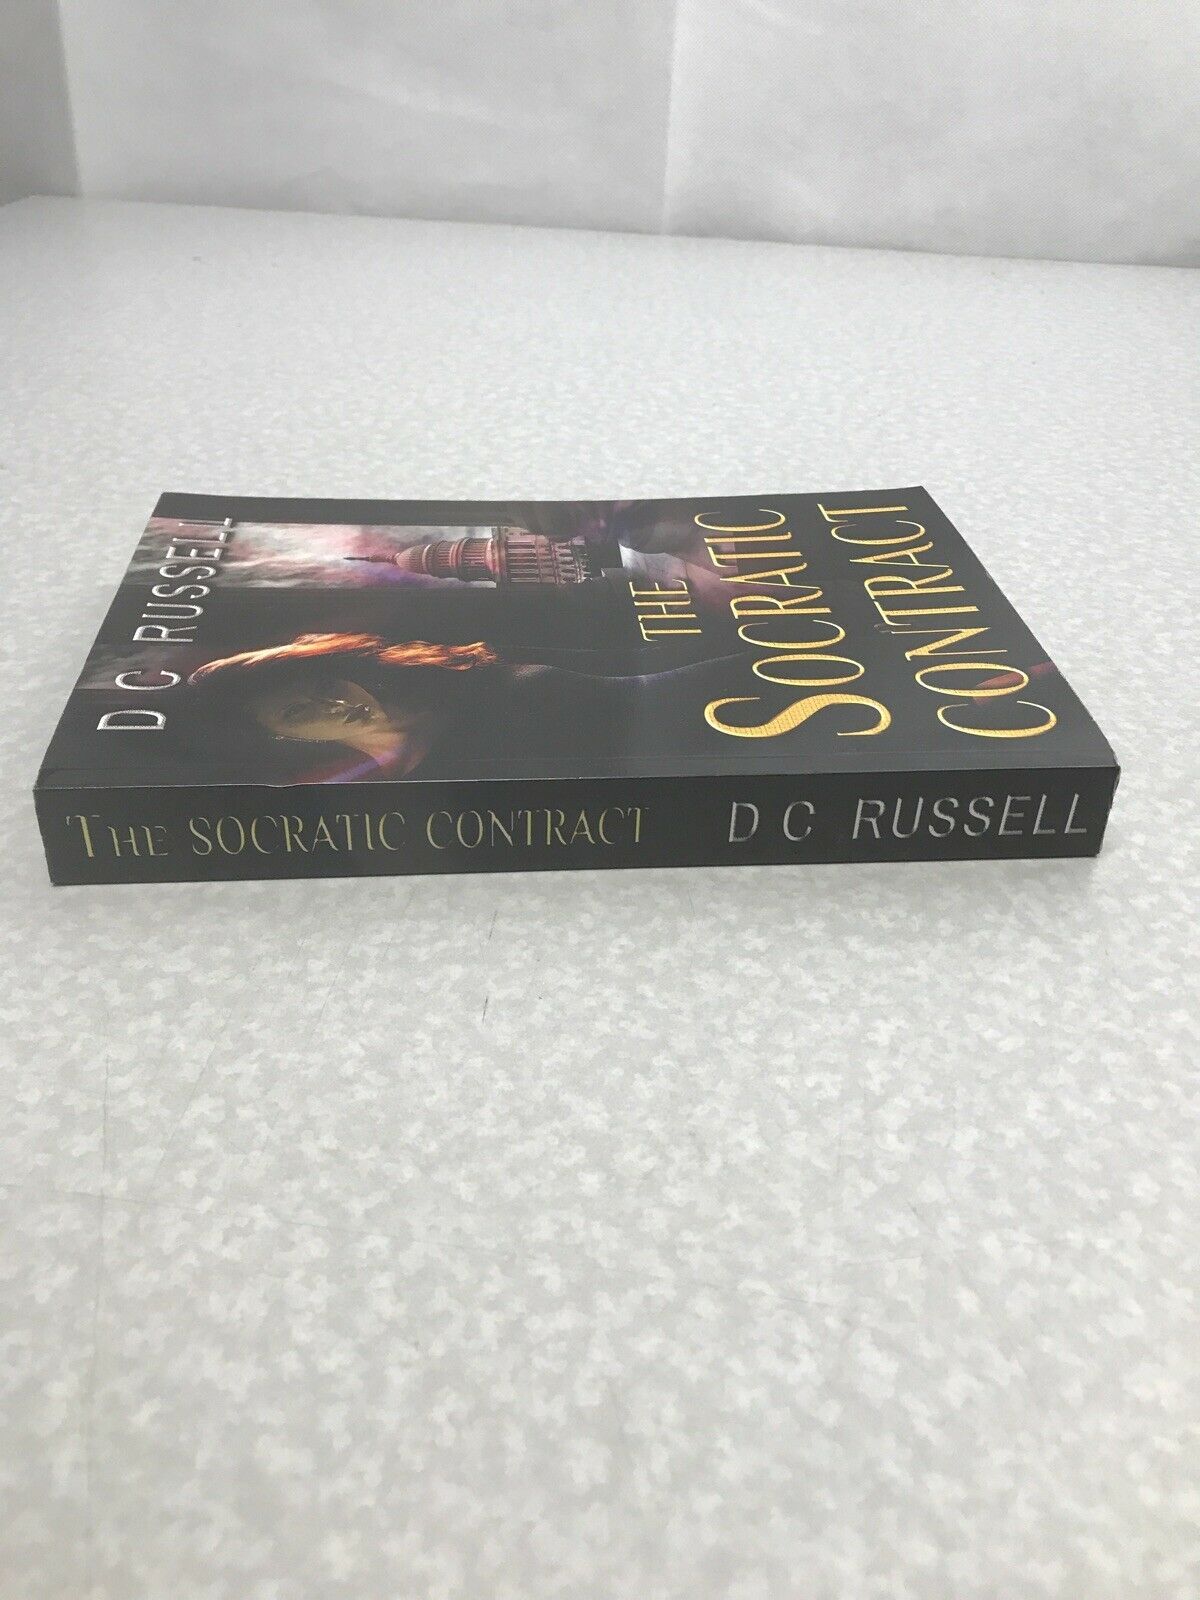 D C RUSSELL
THE
SOCRATIC
CONTRACT
THE SOCRATIC CONTRACT D C RUSSELL